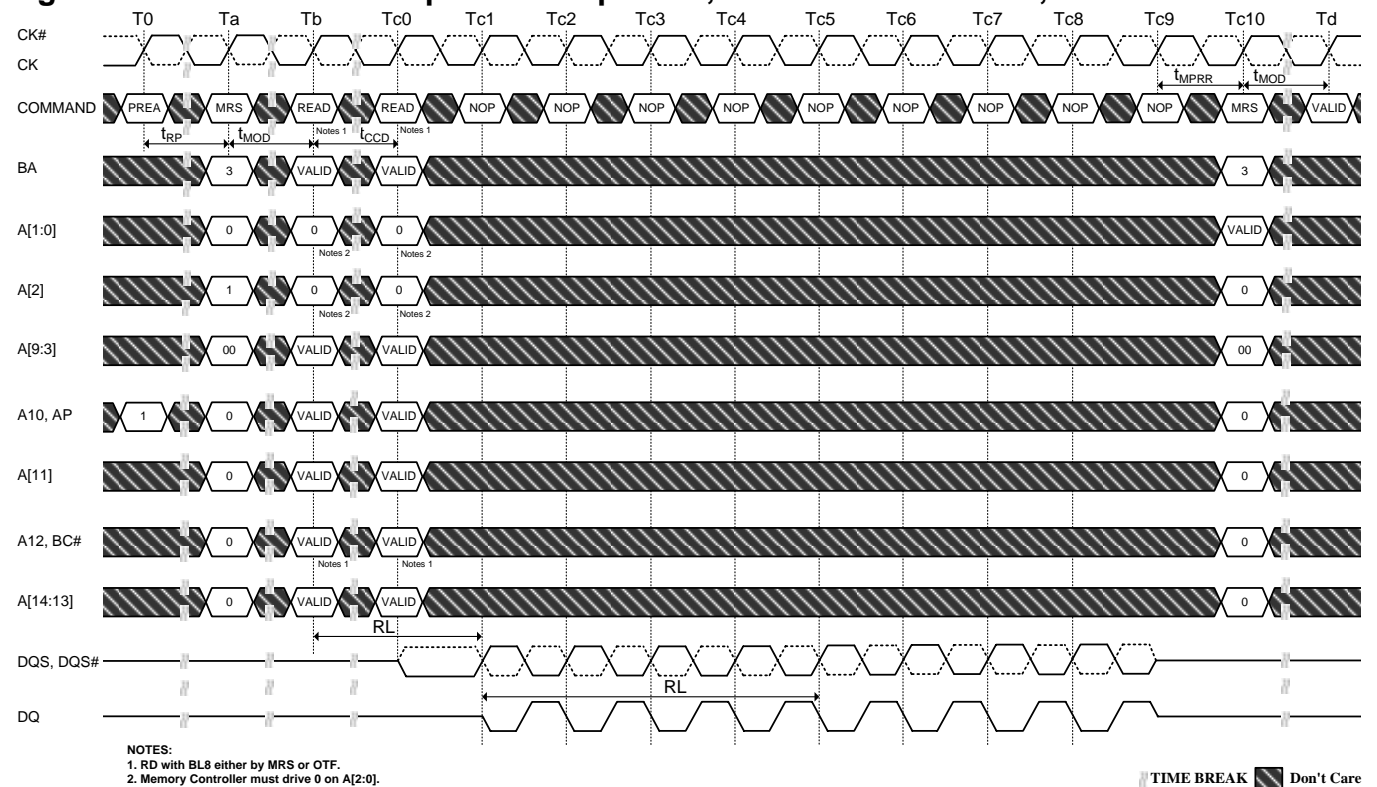 T0 Ta Tb Tc0 Tc1 Tc2 Tc3 Tc4 Tc5 Tc6 Tc7 Tc8 Tc9 Tc10 Td
CK#
CK
tMPRR tMOD
COMMAND PREA MRS READ READ NOP NOP NOP NOP NOP NOP NOP NOP NOP MRS VALID
Notes 1 Notes 1
tRP tMOD tCCD
BA 3 VALID VALID 3
A[1:0] 0 0 0 VALID
Notes 2 Notes 2
A[2] 1 0 0 0
Notes 2 Notes 2
A[9:3] 00 VALID VALID 00
A10, AP 1 0 VALID VALID 0
A[11] 0 VALID VALID 0
A12, BC# 0 VALID VALID 0
Notes 1 Notes 1
A[14:13] 0 VALID VALID 0
RL
DQS, DQS#
RL
DQ
NOTES:
1. RD with BL8 either by MRS or OTF.
2. Memory Controller must drive 0 on A[2:0].
TIME BREAK Don't Care